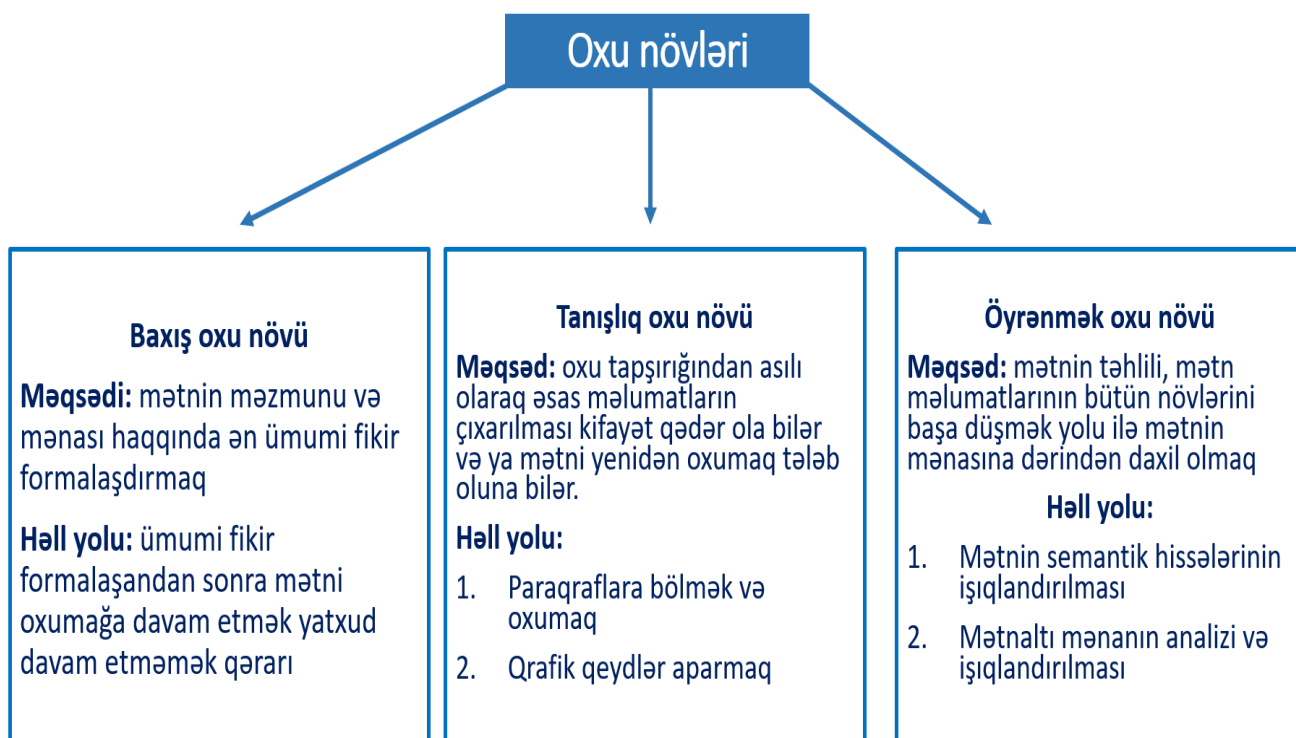 Oxu növləri
Baxış oxu növü
Məqsədi: mətnin məzmunu və
mənası haqqında ən ümumi fikir
formalaşdırmaq
Həll yolu: ümumi fikir
formalaşandan sonra mətni
oxumağa davam etmək yatxud
davam etməmək qərarı
Tanışlıq oxu növü
Məqsəd: oxu tapşırığından asılı
olaraq əsas məlumatların
çıxarılması kifayət qədər ola bilər
və ya mətni yenidən oxumaq tələb
oluna bilər.
Həll yolu:
1. Paraqraflara bölmək və
oxumaq
2. Qrafik qeydlər aparmaq
Öyrənmək oxu növü
Məqsəd: mətnin təhlili, mətn
məlumatlarının bütün növlərini
başa düşmək yolu ilə mətnin
mənasına dərindən daxil olmaq
Həll yolu:
1. Mətnin semantik hissələrinin
işıqlandırılması
2. Mətnaltı mənanın analizi və
işıqlandırılması